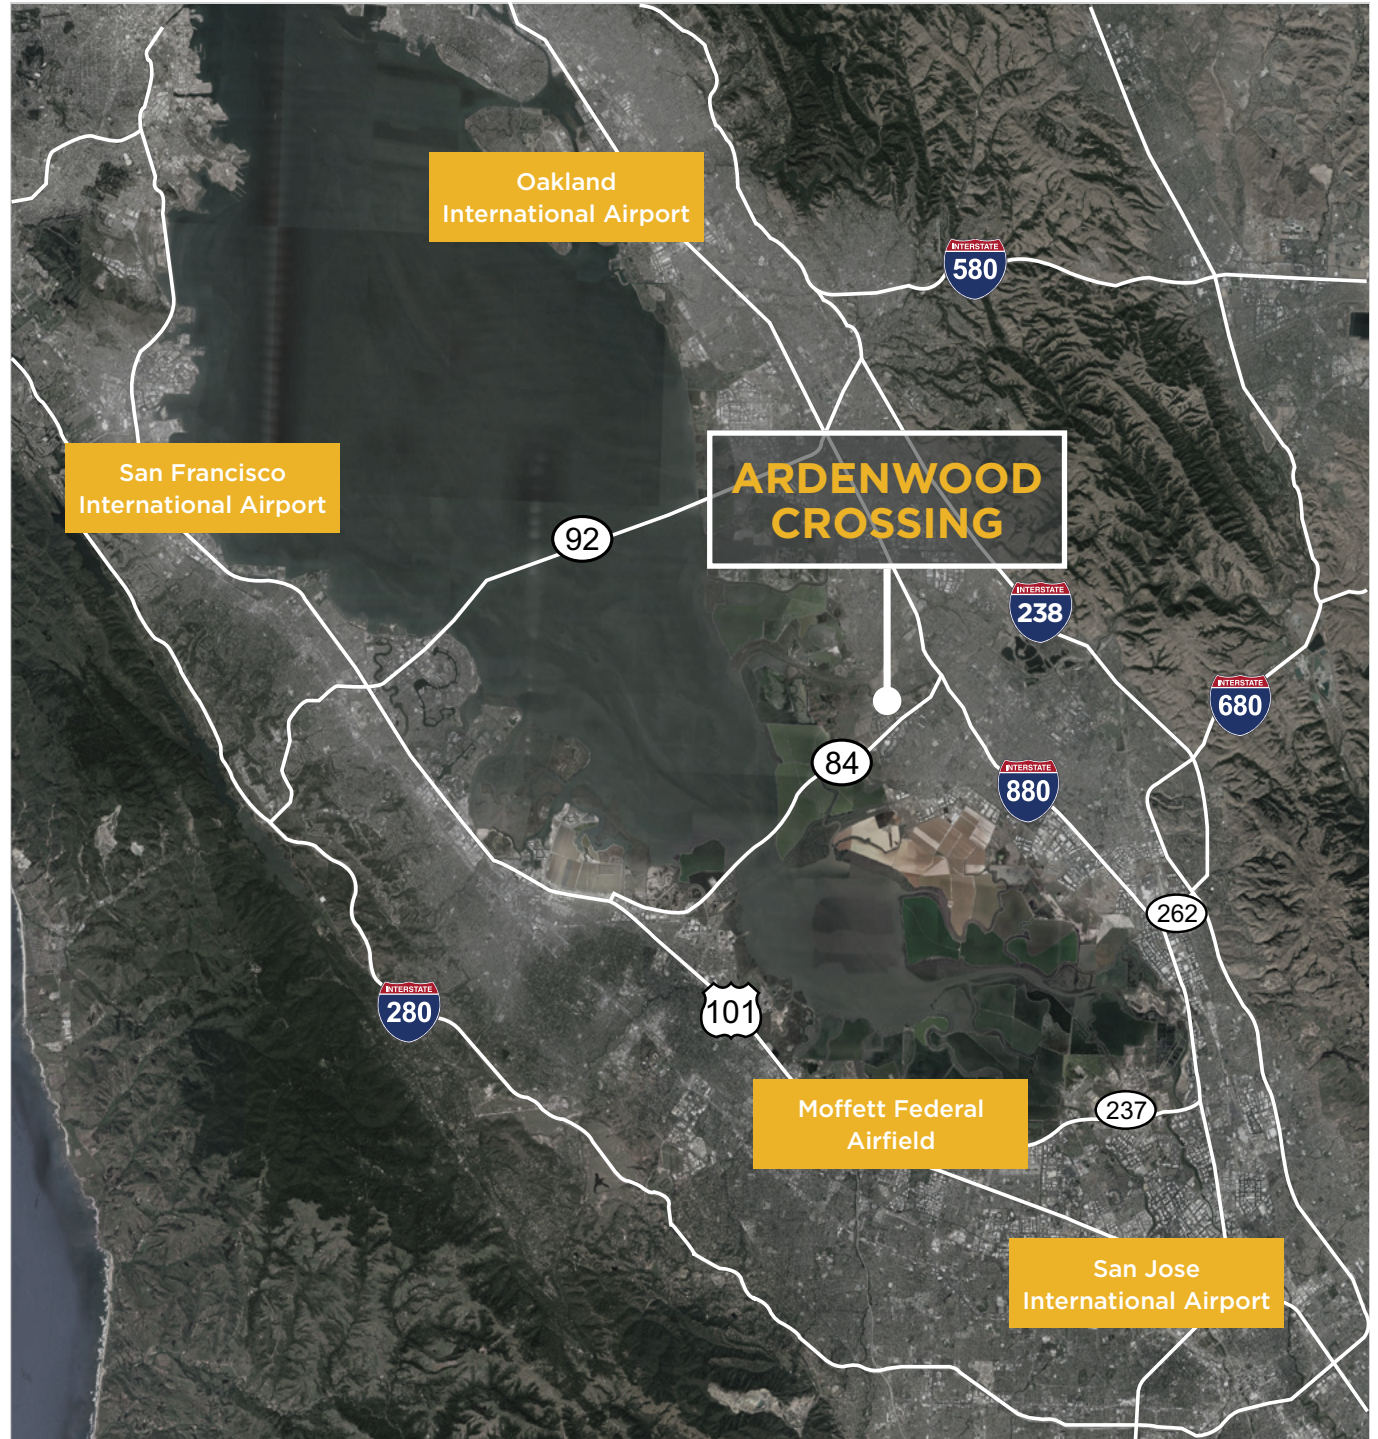 Oakland
International Airport
INTERSTATE
580
San Francisco
International Airport
ARDENWOOD
CROSSING
92
INTERSTATE
238
INTERSTATE
680
84
INTERSTATE
880
262
INTERSTATE
280
101
Moffett Federal
Airfield
237
San Jose
International Airport